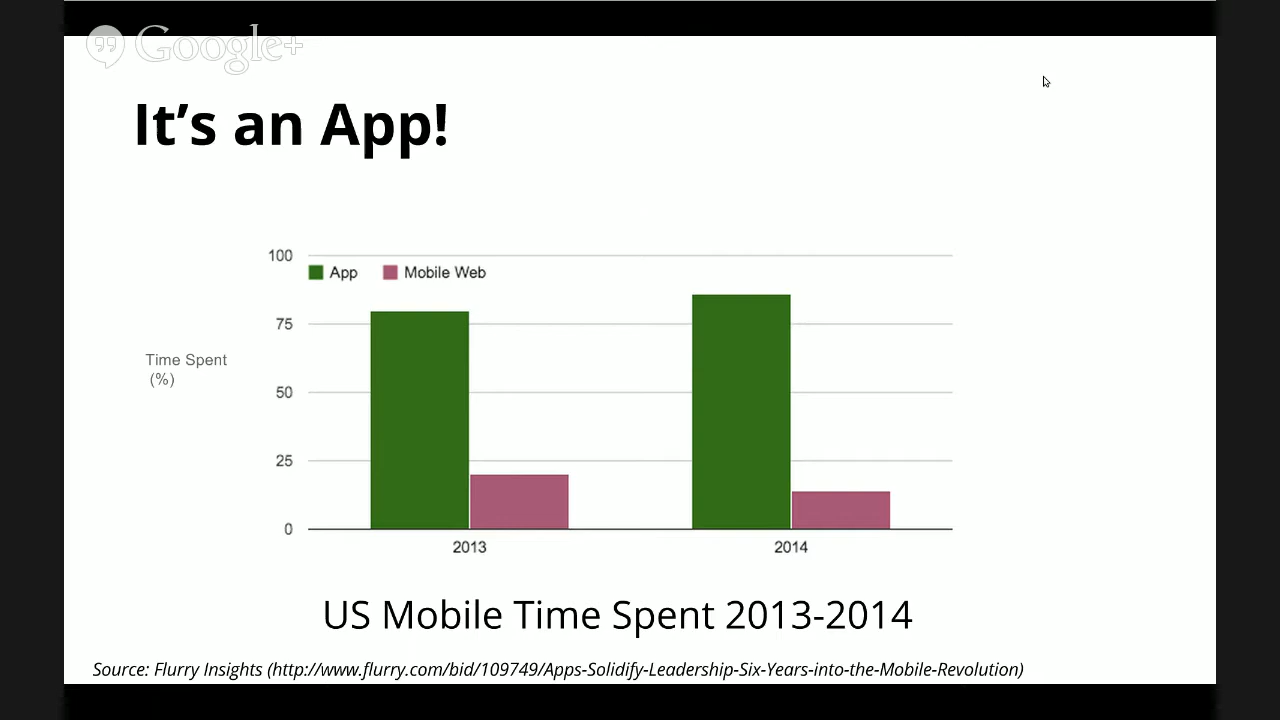 Google+
It’s an App!
100
App Mobile Web
75
Time Spent
(%)
50
25
0
2013 2014
US Mobile Time Spent 2013-2014
Source: Flurry Insights (http://www.flurry.com/bid/109749/Apps-Solidify-Leadership-Six-Years-into-the-Mobile-Revolution)